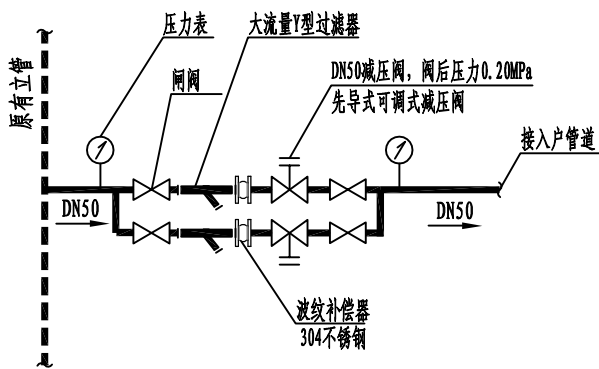 压力表
大流量Y型过滤器
闸阀
DN50减压阀，阀后压力0.20MPa
先导式可调式减压阀
原有立管
接入户管道
DN50
DN50
波纹补偿器
304不锈钢